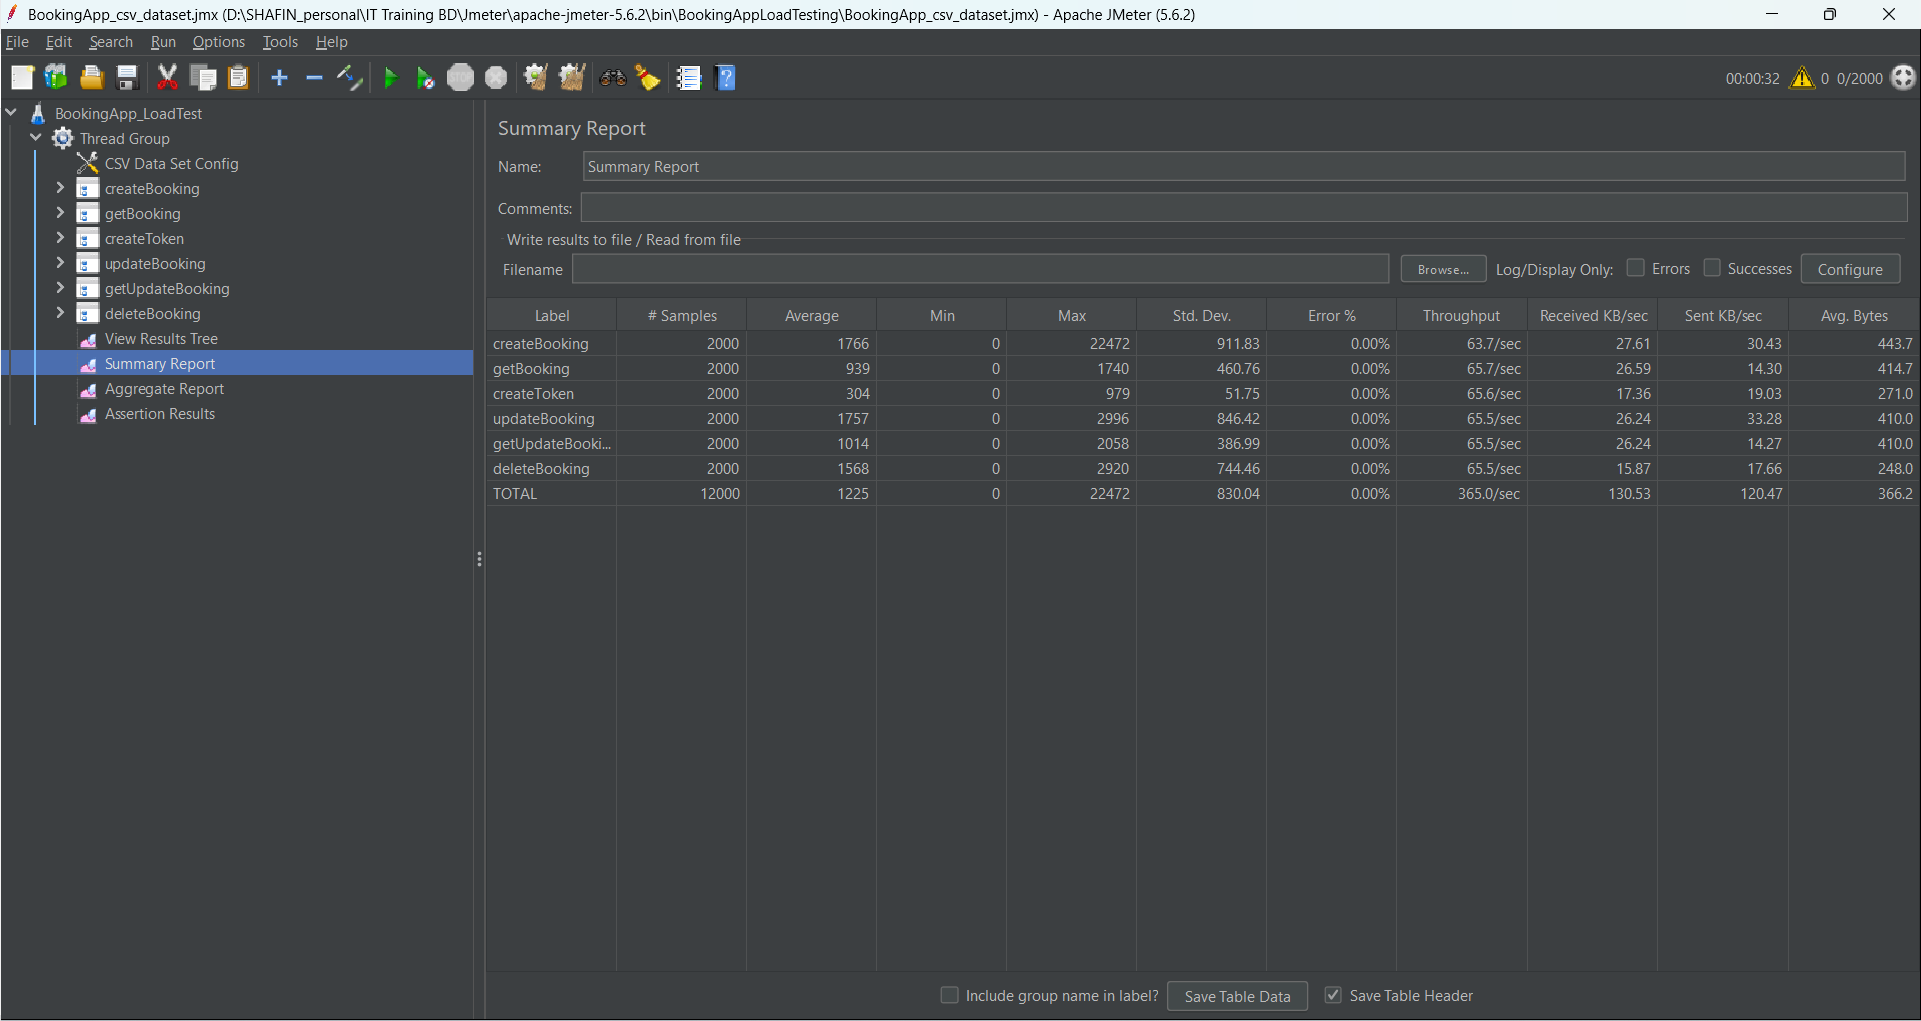 BookingApp_csv_dataset.jmx (D:\SHAFIN_personal\IT Training BD\Jmeter\apache-jmeter-5.6.2\bin\BookingAppLoadTesting\BookingApp_csv_dataset.jmx) - Apache JMeter (5.6.2)
File Edit Search Run Options Tools Help
STOP 00:00:32 0 0/2000
BookingApp_LoadTest
Thread Group
CSV Data Set Config
createBooking
getBooking
createToken
updateBooking
getUpdateBooking
deleteBooking
View Results Tree
Summary Report
Aggregate Report
Assertion Results
Summary Report
Name: Summary Report
Comments:
Write results to file / Read from file
Filename Browse... Log/Display Only: Errors Successes Configure
Label # Samples Average Min Max Std. Dev. Error % Throughput Received KB/sec Sent KB/sec Avg. Bytes
createBooking 2000 1766 0 22472 911.83 0.00% 63.7/sec 27.61 30.43 443.7
getBooking 2000 939 0 1740 460.76 0.00% 65.7/sec 26.59 14.30 414.7
createToken 2000 304 0 979 51.75 0.00% 65.6/sec 17.36 19.03 271.0
updateBooking 2000 1757 0 2996 846.42 0.00% 65.5/sec 26.24 33.28 410.0
getUpdateBooki... 2000 1014 0 2058 386.99 0.00% 65.5/sec 26.24 14.27 410.0
deleteBooking 2000 1568 0 2920 744.46 0.00% 65.5/sec 15.87 17.66 248.0
TOTAL 12000 1225 0 22472 830.04 0.00% 365.0/sec 130.53 120.47 366.2
Include group name in label? Save Table Data Save Table Header